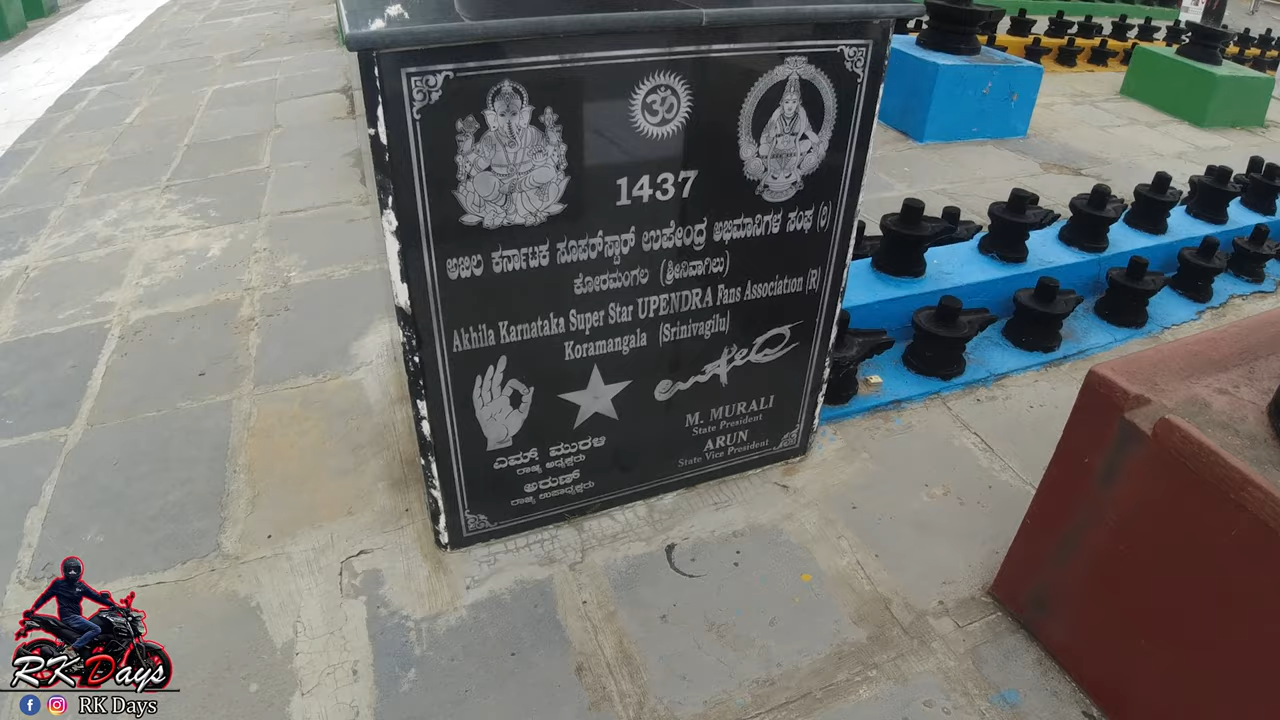 ॐ
1437
ಅಖಿಲ ಕರ್ನಾಟಕ ಸೂಪರ್‌ಸ್ಟಾರ್ ಉಪೇಂದ್ರ ಅಭಿಮಾನಿಗಳ ಸಂಘ (ರಿ)
ಕೋರಮಂಗಲ (ಶ್ರೀನಿವಾಗಿಲು)
Akhila Karnataka Super Star UPENDRA Fans Association (R)
Koramangala (Srinivagilu)
ಉಪೇಂದ್ರ
ಎಮ್. ಮುರಳಿ
ರಾಜ್ಯ ಅಧ್ಯಕ್ಷರು
ಅರುಣ್
ರಾಜ್ಯ ಉಪಾಧ್ಯಕ್ಷರು
M. MURALI
State President
ARUN
State Vice President
RK Days
RK Days